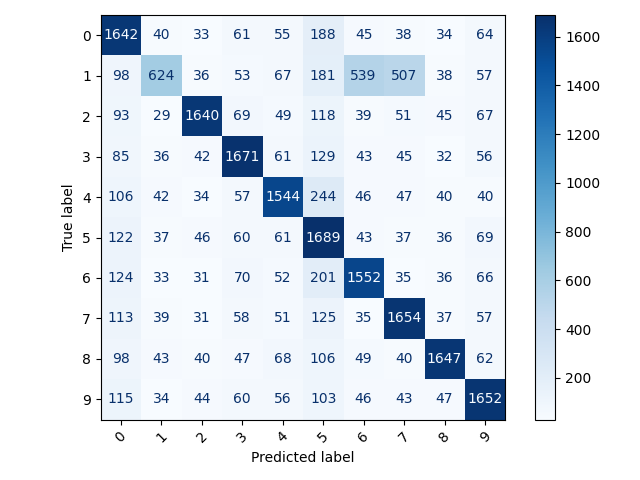 0 1642 40 33 61 55 188 45 38 34 64
1 98 624 36 53 67 181 539 507 38 57
2 93 29 1640 69 49 118 39 51 45 67
3 85 36 42 1671 61 129 43 45 32 56
4 106 42 34 57 1544 244 46 47 40 40
5 122 37 46 60 61 1689 43 37 36 69
6 124 33 31 70 52 201 1552 35 36 66
7 113 39 31 58 51 125 35 1654 37 57
8 98 43 40 47 68 106 49 40 1647 62
9 115 34 44 60 56 103 46 43 47 1652
0 1 2 3 4 5 6 7 8 9
Predicted label
True label
1600
1400
1200
1000
800
600
400
200